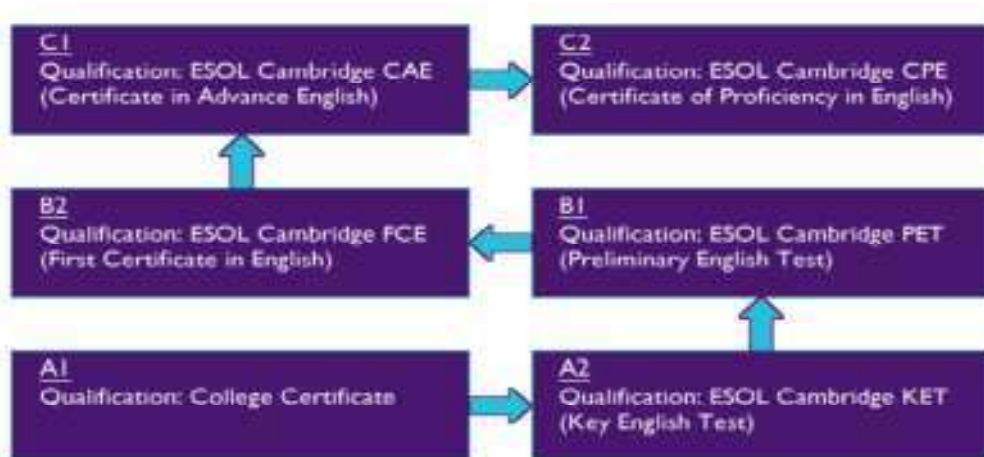 C1
Qualification: ESOL Cambridge CAE
(Certificate in Advance English)
C2
Qualification: ESOL Cambridge CPE
(Certificate of Proficiency in English)
B2
Qualification: ESOL Cambridge FCE
(First Certificate in English)
B1
Qualification: ESOL Cambridge PET
(Preliminary English Test)
A1
Qualification: College Certificate
A2
Qualification: ESOL Cambridge KET
(Key English Test)